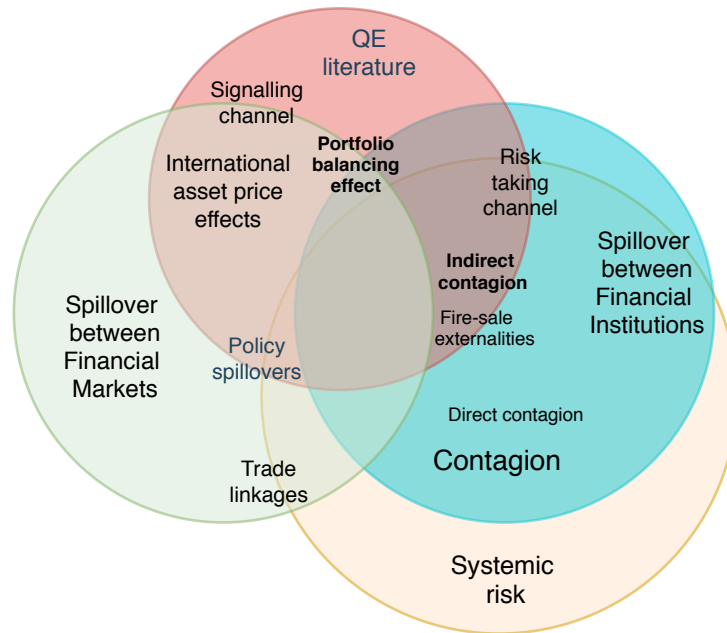 QE
literature
Signalling
channel
Portfolio
balancing
effect
International
asset price
effects
Risk
taking
channel
Spillover
between
Financial
Institutions
Indirect
contagion
Fire-sale
externalities
Spillover
between
Financial
Markets
Policy
spillovers
Direct contagion
Contagion
Trade
linkages
Systemic
risk